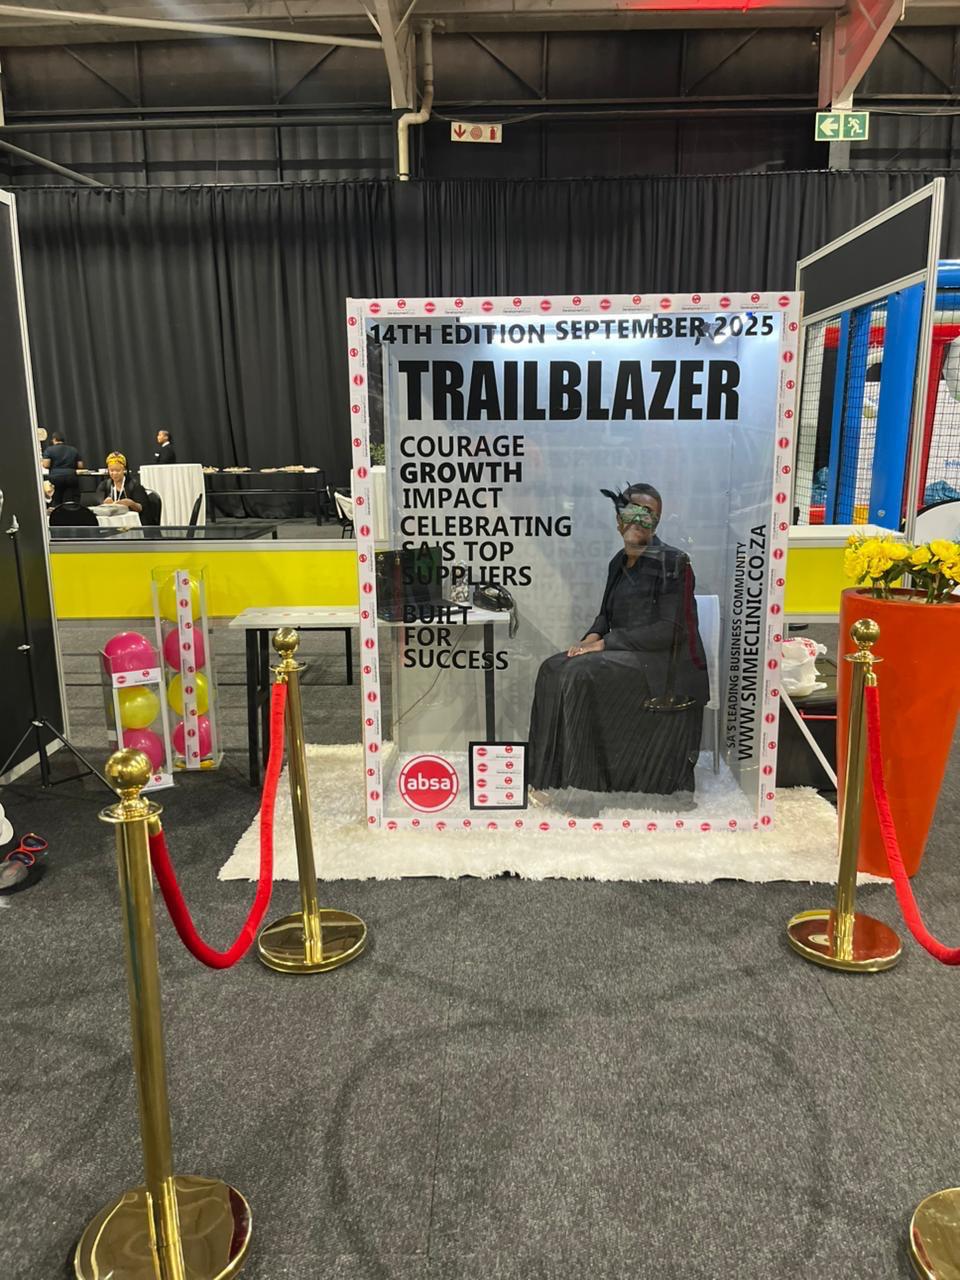 14TH EDITION SEPTEMBER 2025
TRAILBLAZER
COURAGE
GROWTH
IMPACT
CELEBRATING
SA'S TOP
SUPPLIERS
BUILT
FOR
SUCCESS
SA'S LEADING BUSINESS COMMUNITY
WWW.SMMECLINIC.CO.ZA
absa